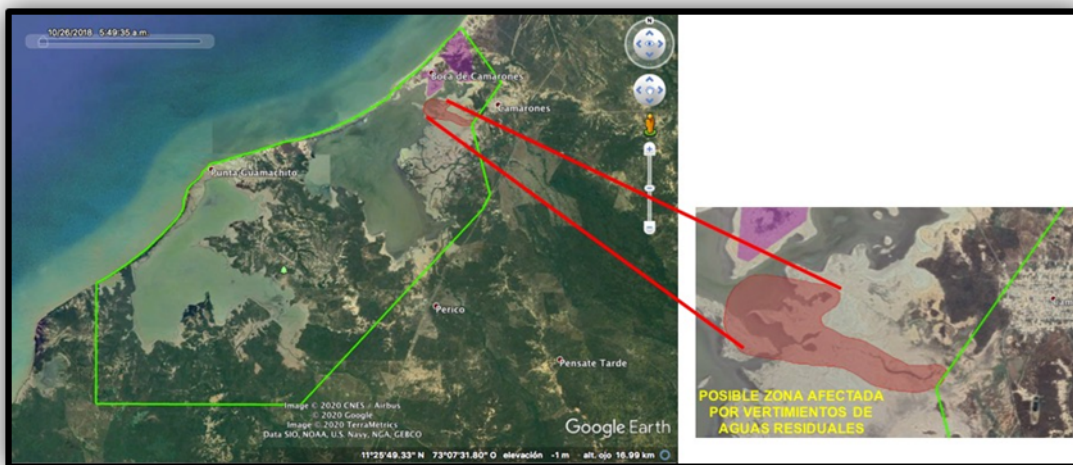 10/26/2018 5:49:35 a.m.
N
Boca de Camarones
Camarones
Punta Guamachito
Perico
Pensate Tarde
Image © 2020 CNES / Airbus
© 2020 Google
Image © 2020 TerraMetrics
Data SIO, NOAA, U.S. Navy, NGA, GEBCO
Google Earth
11°25'49.33" N 73°07'31.80" O elevación -1 m alt. ojo 16.99 km
POSIBLE ZONA AFECTADA
POR VERTIMIENTOS DE
AGUAS RESIDUALES